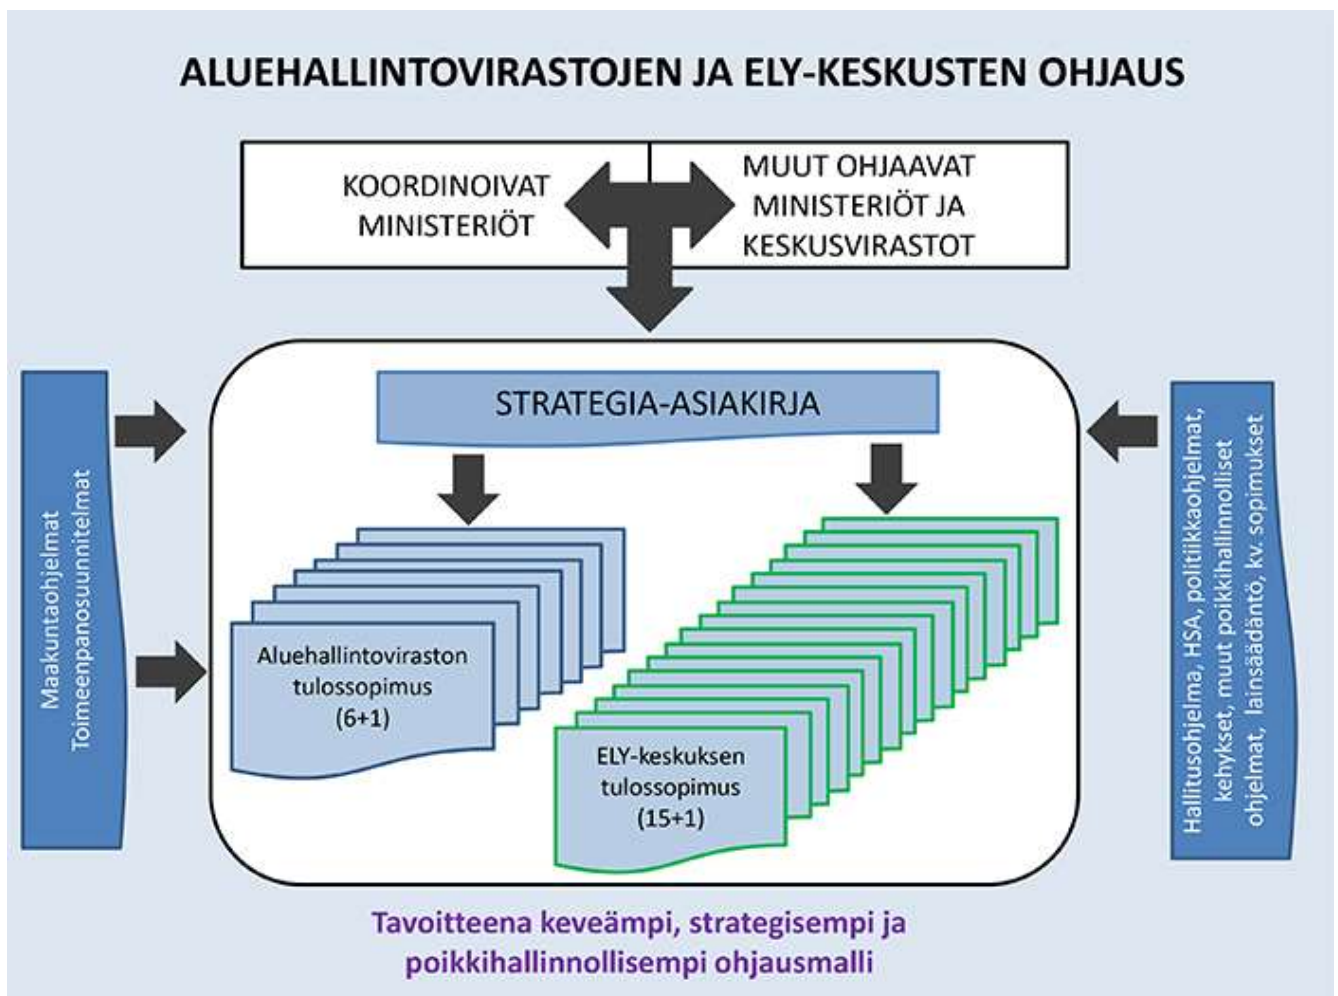 ALUEHALLINTOVIRASTOJEN JA ELY-KESKUSTEN OHJAUS
KOORDINOIVAT
MINISTERIÖT
MUUT OHJAAVAT
MINISTERIÖT JA
KESKUSVIRASTOT
STRATEGIA-ASIAKIRJA
Maakuntaohjelmat
Toimeenpanosuunnitelmat
Aluehallintoviraston
tulossopimus
(6+1)
ELY-keskuksen
tulossopimus
(15+1)
Hallitusohjelma, HSA, politiikkaohjelmat,
kehykset, muut poikihallinnolliset
ohjelmat, lainsäädäntö, kv. sopimukset
Tavoitteena keveämpi, strategisempi ja
poikkihallinnollisempi ohjausmalli